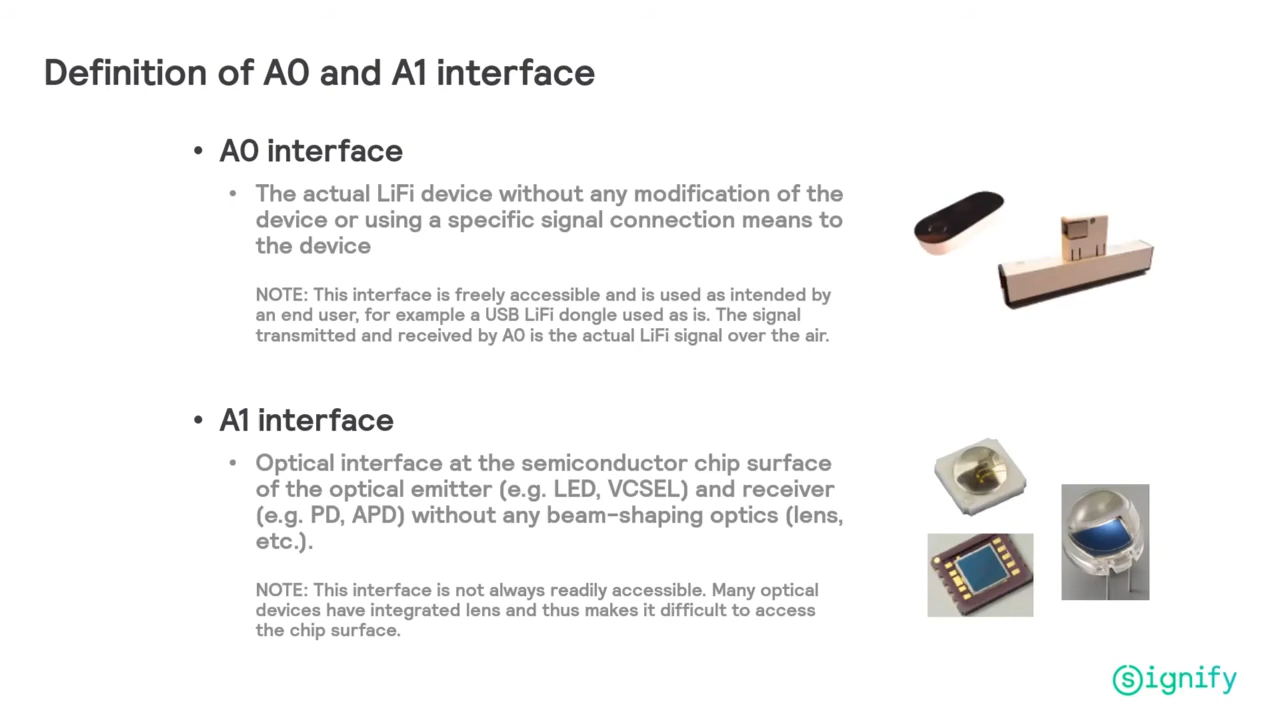 Definition of A0 and A1 interface
• A0 interface
• The actual LiFi device without any modification of the
device or using a specific signal connection means to
the device
NOTE: This interface is freely accessible and is used as intended by
an end user, for example a USB LiFi dongle used as is. The signal
transmitted and received by A0 is the actual LiFi signal over the air.
• A1 interface
• Optical interface at the semiconductor chip surface
of the optical emitter (e.g. LED, VCSEL) and receiver
(e.g. PD, APD) without any beam-shaping optics (lens,
etc.).
NOTE: This interface is not always readily accessible. Many optical
devices have integrated lens and thus makes it difficult to access
the chip surface.
signify